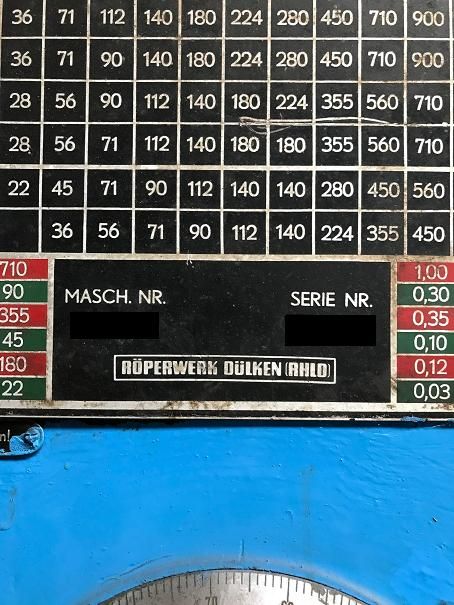 36 71 112 140 180 224 280 450 710 900
36 71 90 140 180 224 280 450 710 900
28 56 90 112 140 180 224 355 560 710
28 56 71 112 140 180 180 355 560 710
22 45 71 90 112 140 140 280 450 560
36 56 71 90 112 140 224 355 450
710 1,00
90 MASCH. NR. SERIE NR. 0,30
355 0,35
45 0,10
180 RÖPERWERK DÜLKEN (RHLD) 0,12
22 0,03
n!
70